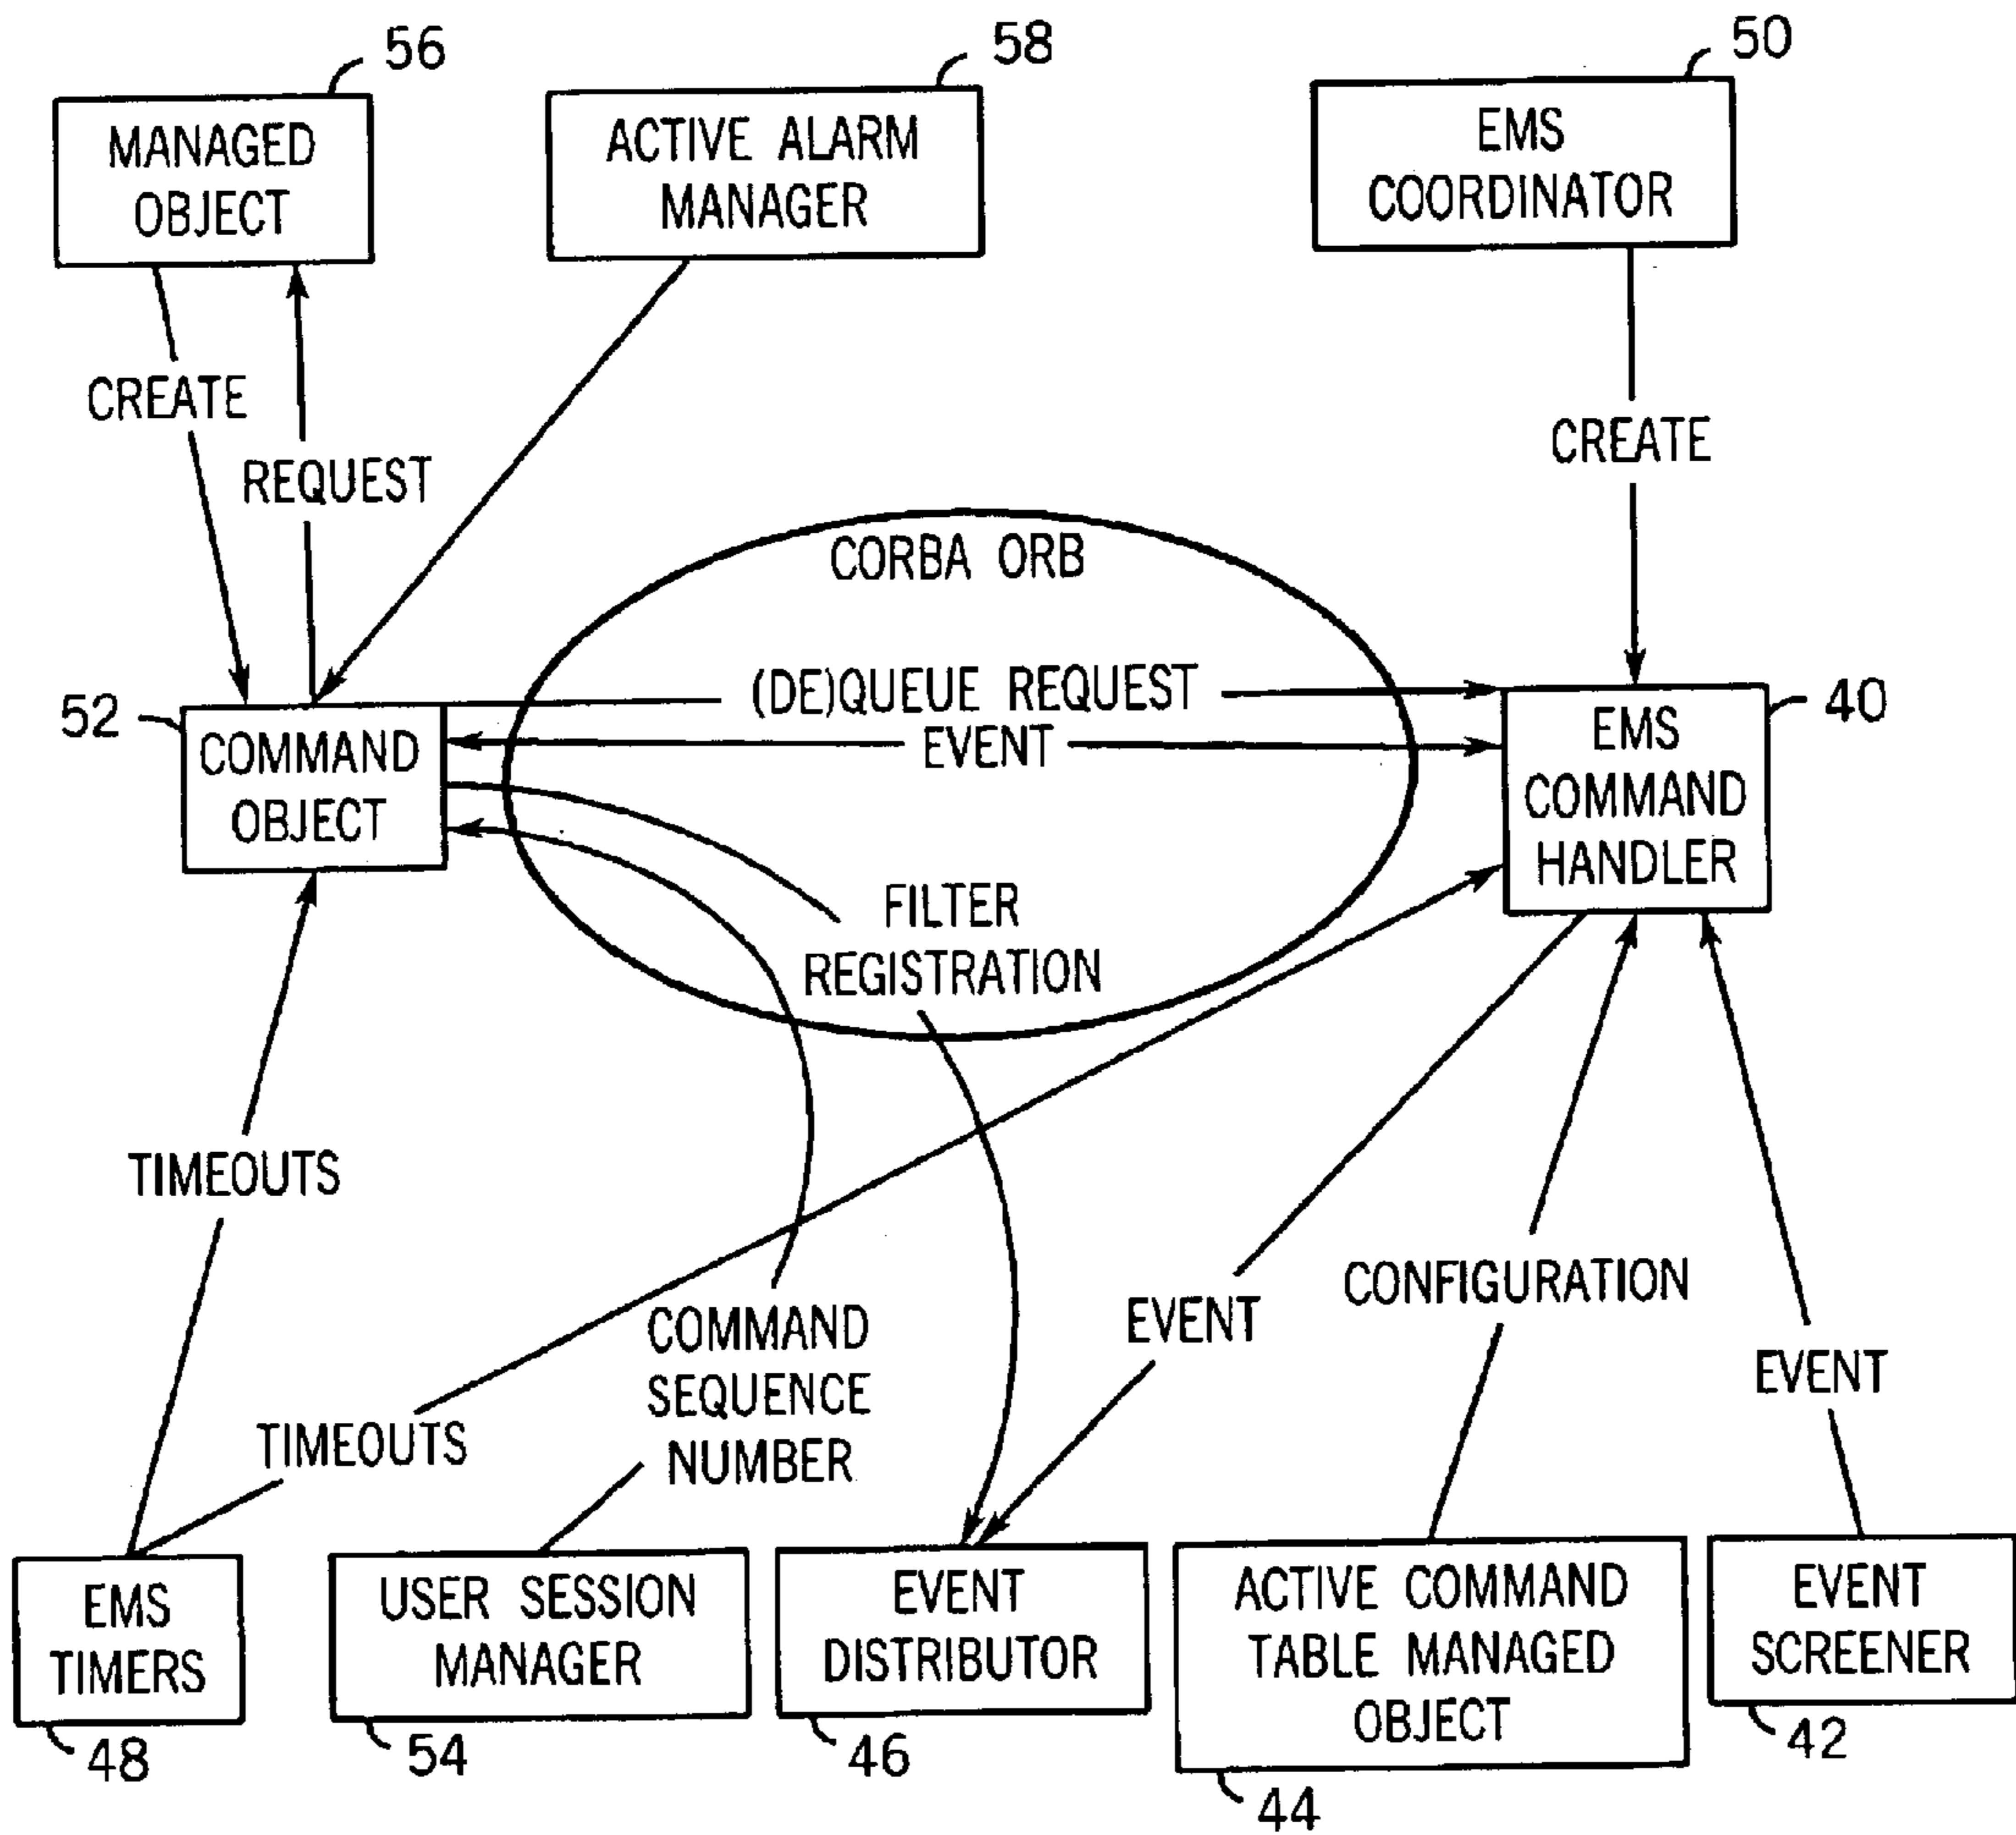 56
58
50
MANAGED
OBJECT
ACTIVE ALARM
MANAGER
EMS
COORDINATOR
CREATE
REQUEST
CREATE
CORBA ORB
(DE)QUEUE REQUEST
EVENT
52
COMMAND
OBJECT
40
EMS
COMMAND
HANDLER
FILTER
REGISTRATION
TIMEOUTS
TIMEOUTS
COMMAND
SEQUENCE
NUMBER
EVENT
CONFIGURATION
EVENT
EMS
TIMERS
48
USER SESSION
MANAGER
54
EVENT
DISTRIBUTOR
46
ACTIVE COMMAND
TABLE MANAGED
OBJECT
44
EVENT
SCREENER
42